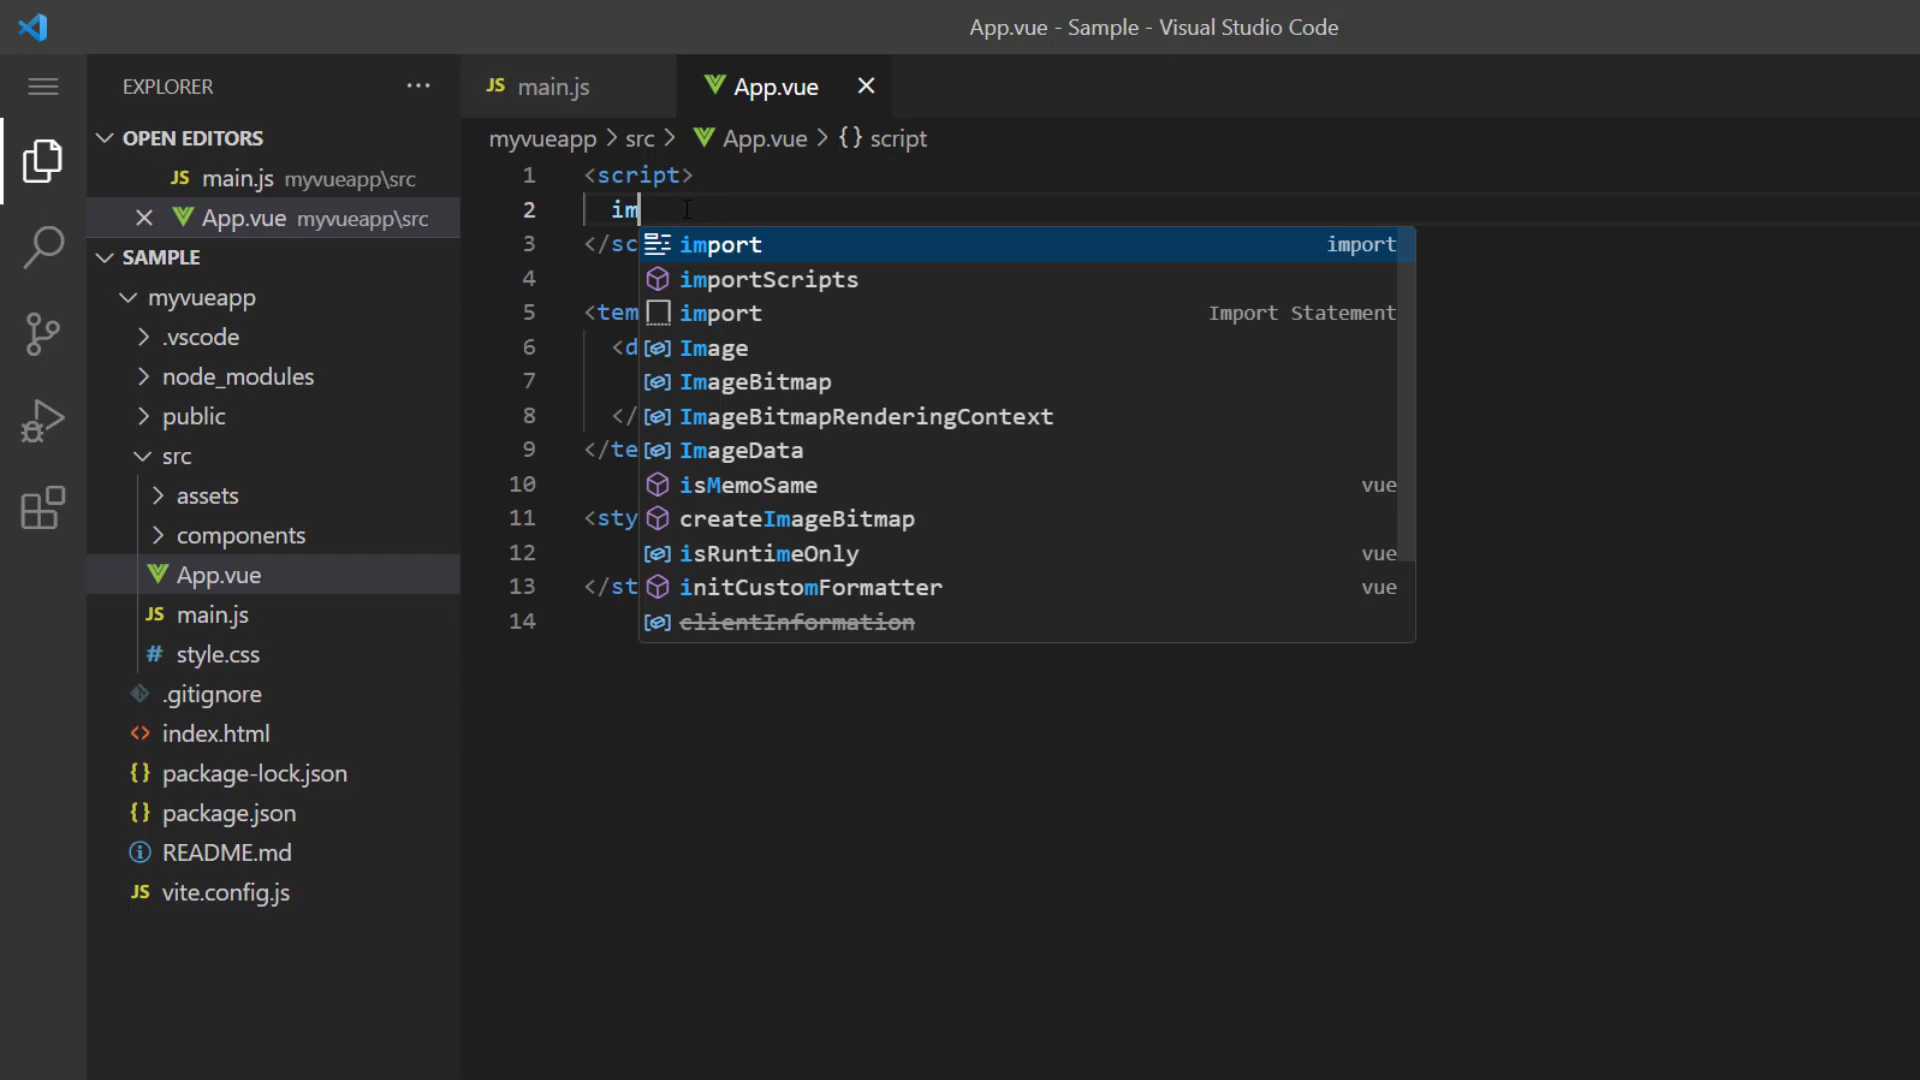 App.vue - Sample - Visual Studio Code
EXPLORER
OPEN EDITORS
JS main.js myvueapp\src
App.vue myvueapp\src
SAMPLE
myvueapp
.vscode
node_modules
public
src
assets
components
App.vue
JS main.js
# style.css
.gitignore
<> index.html
{} package-lock.json
{} package.json
README.md
JS vite.config.js
JS main.js
App.vue
myvueapp > src > App.vue > {} script
1 <script>
2 im
3 </sc
4
5 <tem
6 <d
7
8 </
9 </te
10
11 <sty
12
13 </st
14
import import
importScripts
import Import Statement
Image
ImageBitmap
ImageBitmapRenderingContext
ImageData
isMemoSame vue
createImageBitmap
isRuntimeOnly vue
initCustomFormatter vue
clientInformation